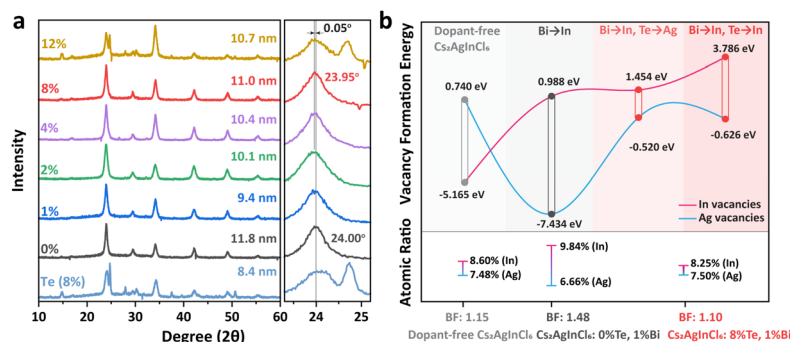 a
12%
10.7 nm
8%
11.0 nm
4%
10.4 nm
2%
10.1 nm
1%
9.4 nm
0%
11.8 nm
Te (8%)
8.4 nm
0.05°
23.95°
24.00°
Intensity
10 20 30 40 50 60
24 25
Degree (2θ)
b
Dopant-free
Cs₂AgInCl₆
Bi→In
Bi→In, Te→Ag
Bi→In, Te→In
0.740 eV
0.988 eV
1.454 eV
3.786 eV
-5.165 eV
-7.434 eV
-0.520 eV
-0.626 eV
In vacancies
Ag vacancies
Vacancy Formation Energy
Atomic Ratio
8.60% (In)
7.48% (Ag)
9.84% (In)
6.66% (Ag)
8.25% (In)
7.50% (Ag)
BF: 1.15
BF: 1.48
BF: 1.10
Dopant-free Cs₂AgInCl₆
Cs₂AgInCl₆: 0%Te, 1%Bi
Cs₂AgInCl₆: 8%Te, 1%Bi